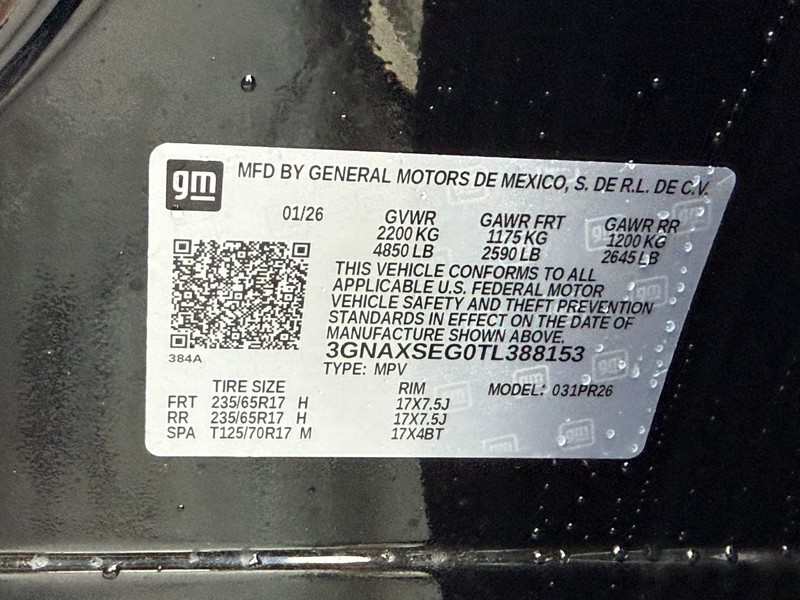 gm
MFD BY GENERAL MOTORS DE MEXICO, S. DE R.L. DE C.V.
01/26
GVWR
2200 KG
4850 LB
GAWR FRT
1175 KG
2590 LB
GAWR RR
1200 KG
2645 LB
THIS VEHICLE CONFORMS TO ALL
APPLICABLE U.S. FEDERAL MOTOR
VEHICLE SAFETY AND THEFT PREVENTION
STANDARDS IN EFFECT ON THE DATE OF
MANUFACTURE SHOWN ABOVE.
3GNAXSEG0TL388153
TYPE: MPV
384A
TIRE SIZE RIM MODEL: 031PR26
FRT 235/65R17 H 17X7.5J
RR 235/65R17 H 17X7.5J
SPA T125/70R17 M 17X4BT